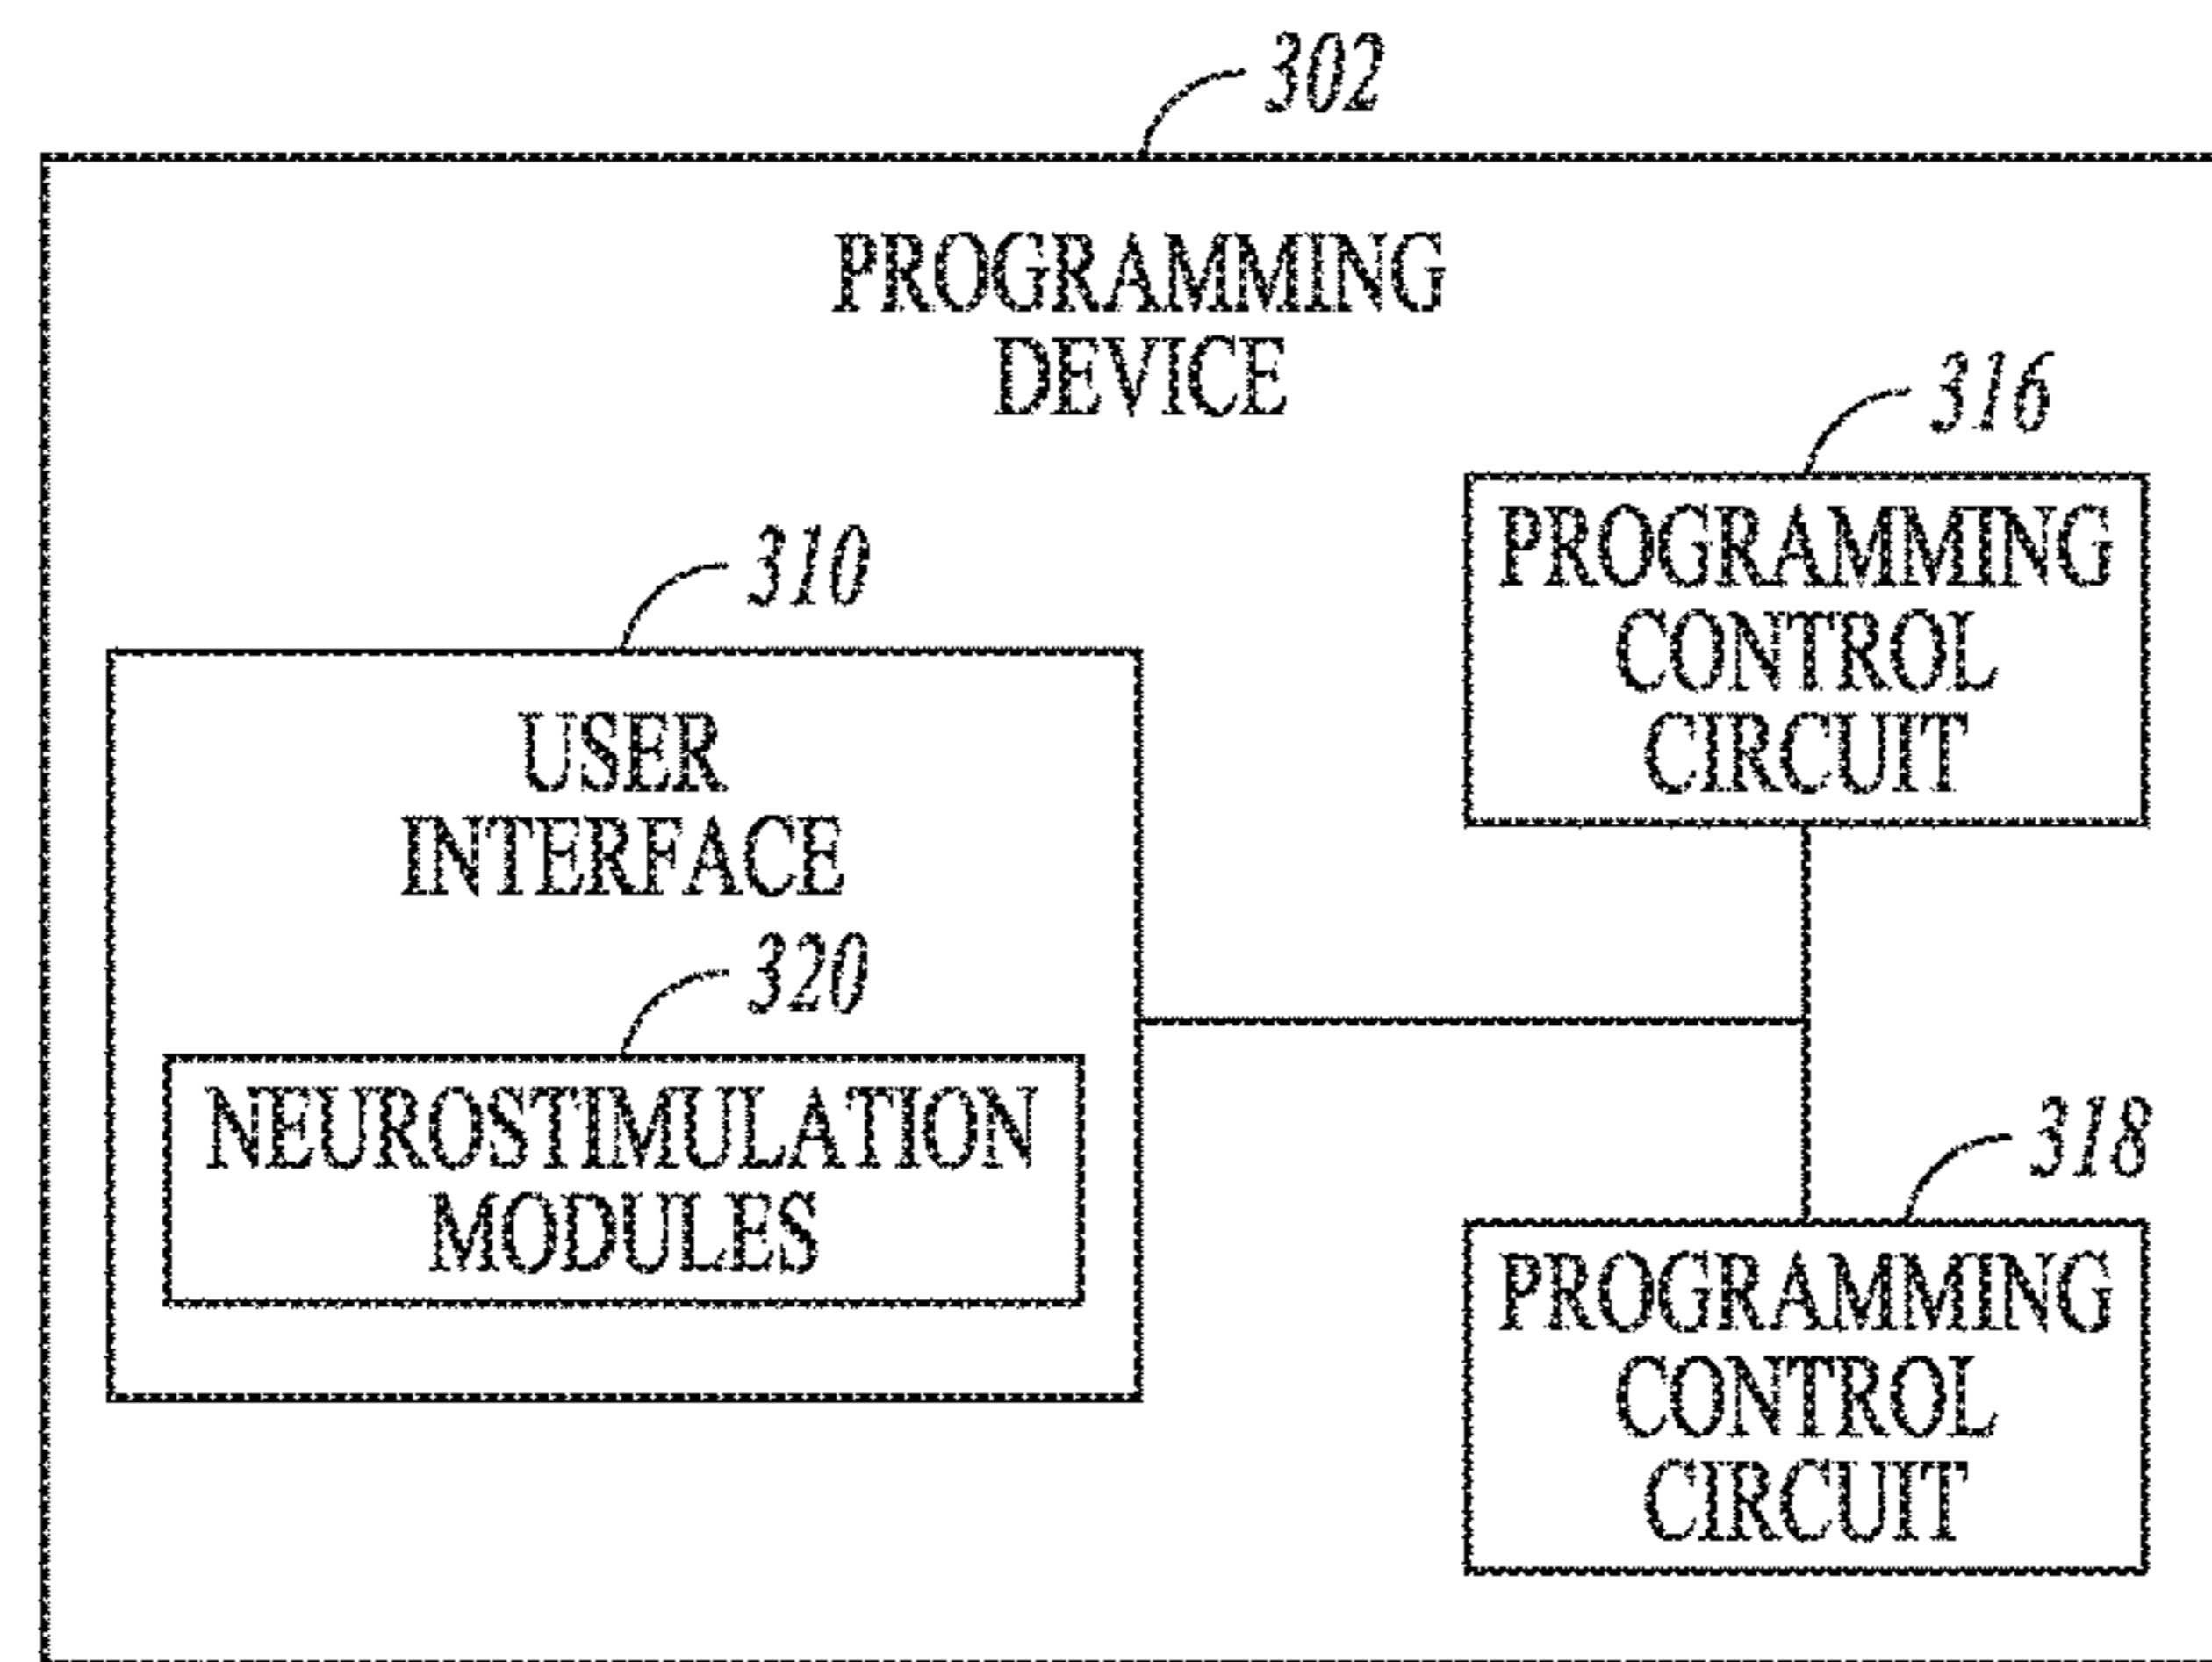 302
PROGRAMMING
DEVICE
316
PROGRAMMING
CONTROL
CIRCUIT
310
USER
INTERFACE
320
NEUROSTIMULATION
MODULES
318
PROGRAMMING
CONTROL
CIRCUIT